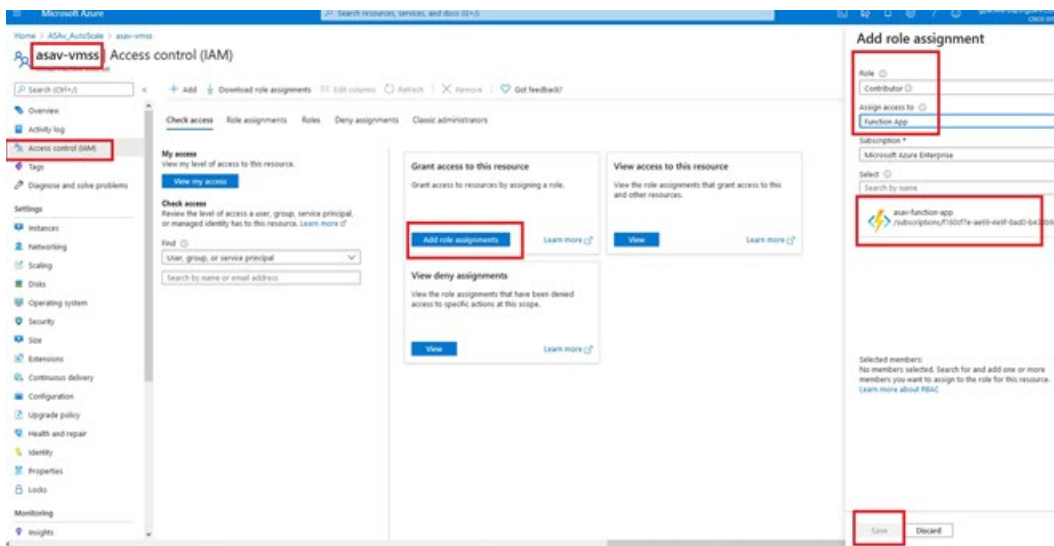 Microsoft Azure
Search resources, services, and docs (G+/)
Home > ASAv_AutoScale > asav-vmss
asav-vmss | Access control (IAM)
Search (Ctrl+/)
Overview
Activity log
Access control (IAM)
Tags
Diagnose and solve problems
Settings
Instances
Networking
Scaling
Disks
Operating system
Security
Size
Extensions
Continuous delivery
Configuration
Upgrade policy
Health and repair
Identity
Properties
Locks
Monitoring
Insights
+ Add Download role assignments Edit columns Refresh Remove Got feedback?
Check access Role assignments Roles Deny assignments Classic administrators
My access
View my level of access to this resource.
View my access
Check access
Review the level of access a user, group, service principal,
or managed identity has to this resource. Learn more
Find
User, group, or service principal
Search by name or email address
Grant access to this resource
Grant access to resources by assigning a role.
Add role assignments Learn more
View access to this resource
View the role assignments that grant access to this
and other resources.
View Learn more
View deny assignments
View the role assignments that have been denied
access to specific actions at this scope.
View Learn more
Add role assignment
Role
Contributor
Assign access to
Function App
Subscription *
Microsoft Azure Enterprise
Select
Search by name
asav-function-app
Selected members:
No members selected. Search for and add one or more
members you want to assign to the role for this resource.
Learn more about RBAC
Save Discard